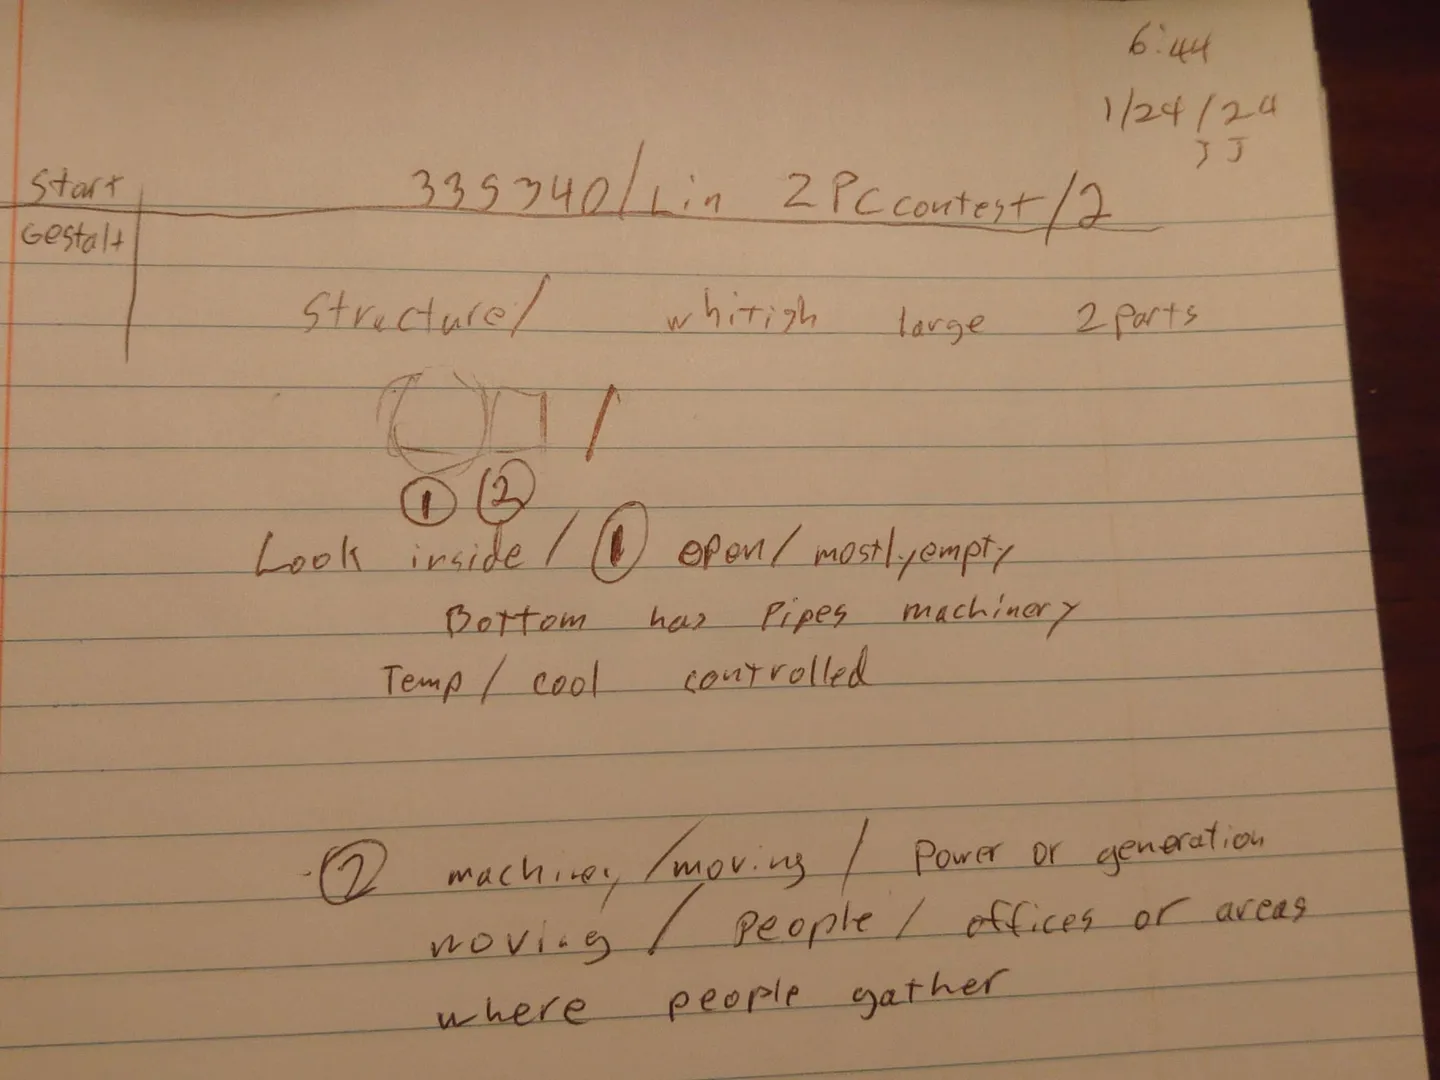 6:44
1/24/24
JJ
Start 335340/Lin 2PC contest/2
Gestalt
Structure/ whitish large 2 parts
/
① ②
Look inside / ① open/ mostly empty
Bottom has Pipes machinery
Temp/ cool controlled
② machinery /moving / Power or generation
moving / People / offices or areas
where people gather